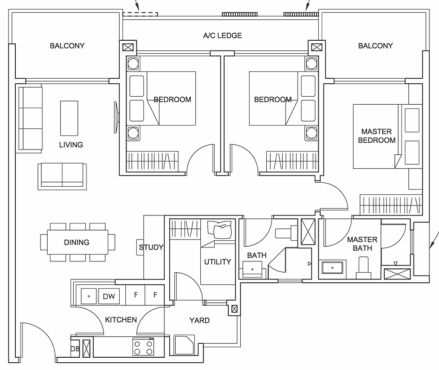 A/C LEDGE
BALCONY
BALCONY
BEDROOM
BEDROOM
LIVING
MASTER
BEDROOM
DINING
STUDY
UTILITY
BATH
MASTER
BATH
DW
F
F
KITCHEN
YARD
DB